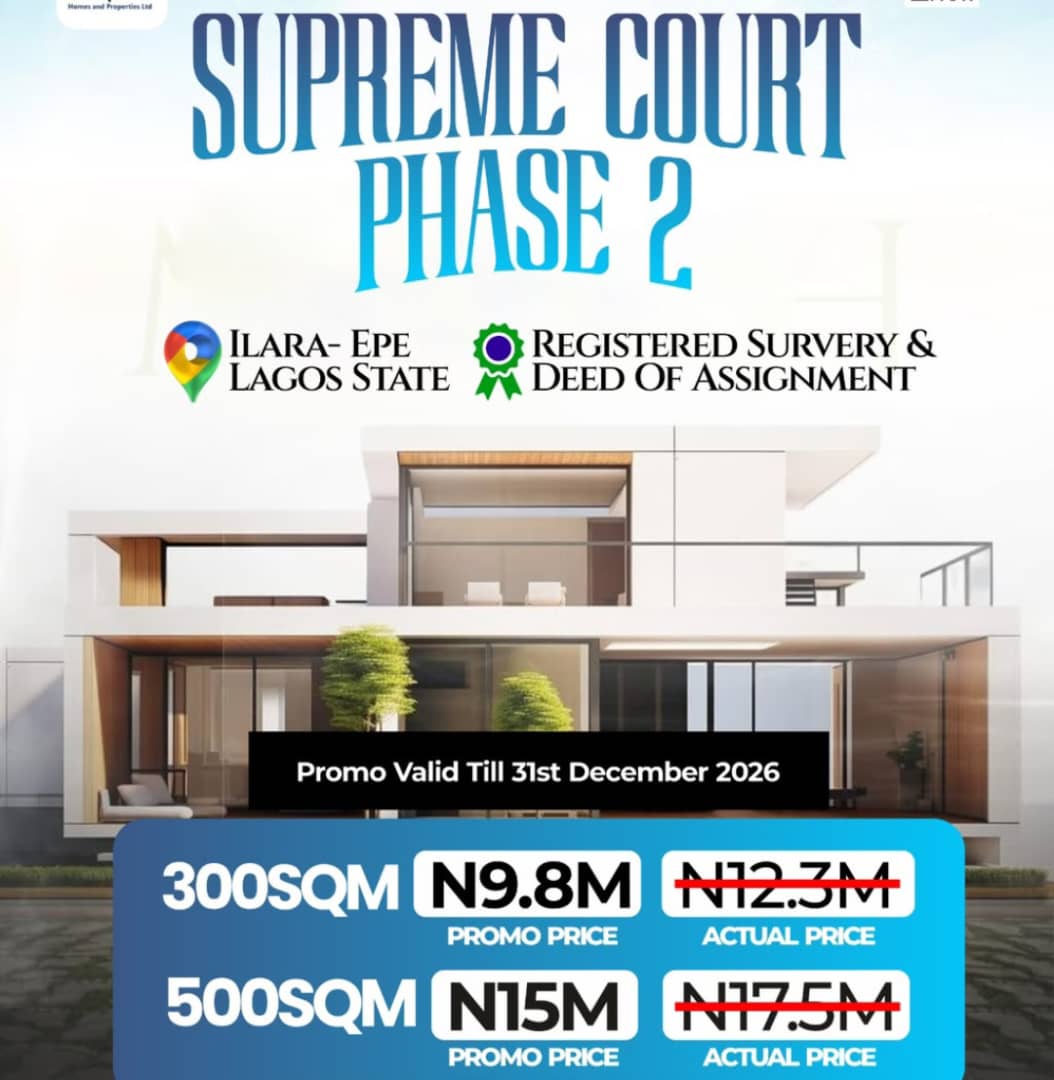 Homes and Properties Ltd
SUPREME COURT
PHASE 2
ILARA- EPE
LAGOS STATE
REGISTERED SURVERY &
DEED OF ASSIGNMENT
Promo Valid Till 31st December 2026
300SQM N9.8M N12.3M
PROMO PRICE ACTUAL PRICE
500SQM N15M N17.5M
PROMO PRICE ACTUAL PRICE